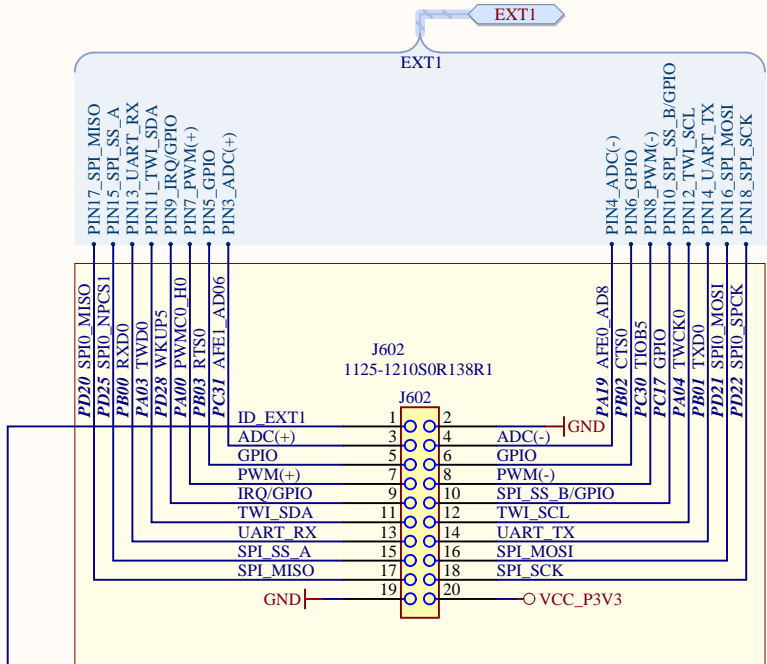 EXT1
EXT1
PIN17_SPI_MISO
PIN15_SPI_SS_A
PIN13_UART_RX
PIN11_TWI_SDA
PIN9_IRQ/GPIO
PIN7_PWM(+)
PIN5_GPIO
PIN3_ADC(+)
PIN4_ADC(-)
PIN6_GPIO
PIN8_PWM(-)
PIN10_SPI_SS_B/GPIO
PIN12_TWI_SCL
PIN14_UART_TX
PIN16_SPI_MOSI
PIN18_SPI_SCK
PD20 SPI0_MISO
PD25 SPI0_NPCS1
PB00 RXD0
PA03 TWD0
PD28 WKUP5
PA00 PWMC0_H0
PB03 RTS0
PC31 AFE1_AD06
PA19 AFE0_AD8
PB02 CTS0
PC30 TIOB5
PC17 GPIO
PA04 TWCK0
PB01 TXD0
PD21 SPI0_MOSI
PD22 SPI0_SPCK
J602
1125-1210S0R138R1
J602
ID_EXT1 1 2 GND
ADC(+) 3 4 ADC(-)
GPIO 5 6 GPIO
PWM(+) 7 8 PWM(-)
IRQ/GPIO 9 10 SPI_SS_B/GPIO
TWI_SDA 11 12 TWI_SCL
UART_RX 13 14 UART_TX
SPI_SS_A 15 16 SPI_MOSI
SPI_MISO 17 18 SPI_SCK
GND 19 20 VCC_P3V3